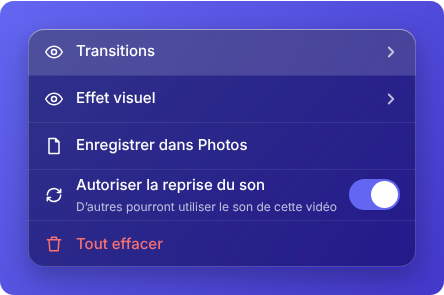 Transitions
Effet visuel
Enregistrer dans Photos
Autoriser la reprise du son
D’autres pourront utiliser le son de cette vidéo
Tout effacer